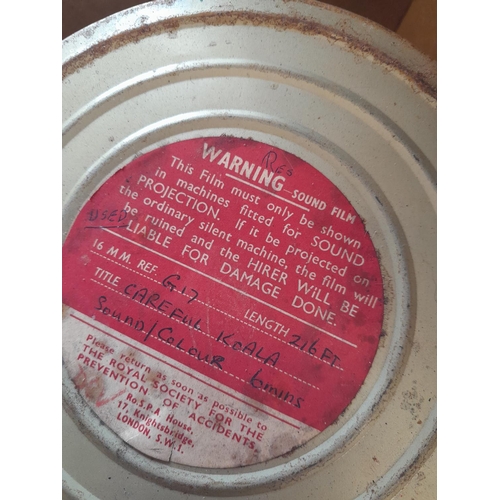 Res
WARNING SOUND FILM
This Film must only be shown
in machines fitted for SOUND
PROJECTION. If it be projected on
the ordinary silent machine, the film will
be ruined and the HIRER WILL BE
LIABLE FOR DAMAGE DONE.
USED
16 M.M. REF. G.17 LENGTH 216 FT.
TITLE CAREFUL KOALA
Sound/Colour 6 mins
Please return as soon as possible to
THE ROYAL SOCIETY FOR THE
PREVENTION OF ACCIDENTS
Ro.S.P.A. House,
17, Knightsbridge,
LONDON, S.W.1.